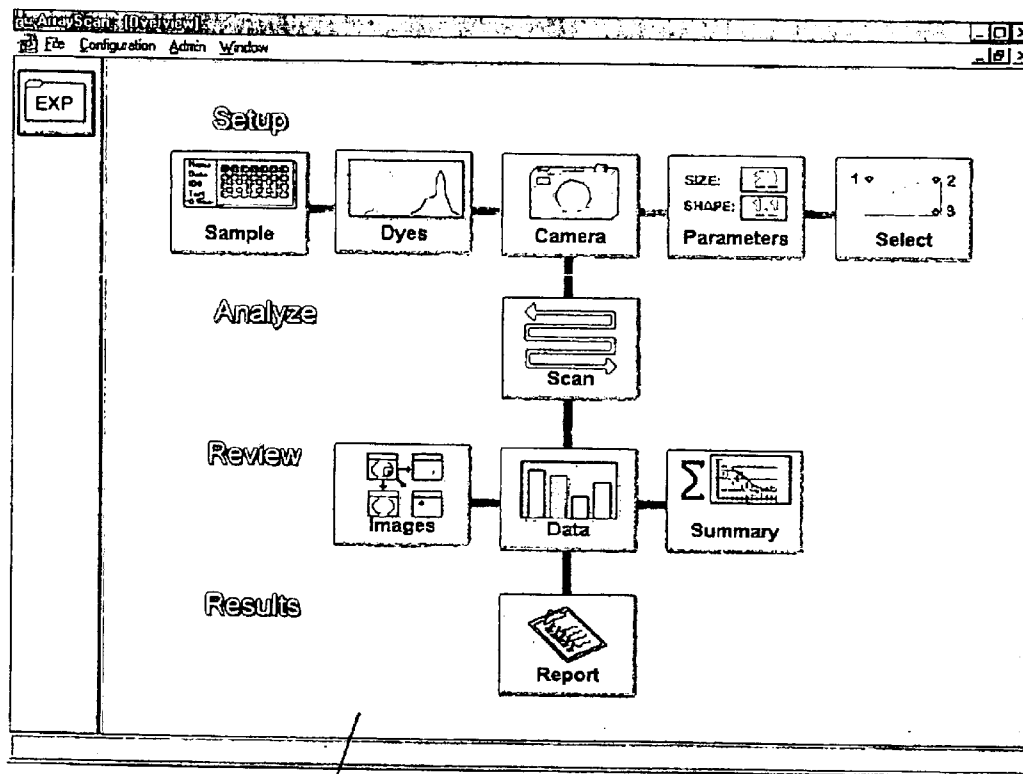 ArrayScan - [Overview]
File Configuration Admin Window
EXP
Setup
Sample
Dyes
Camera
SIZE:
SHAPE:
Parameters
1 2
3
Select
Analyze
Scan
Review
Images
Data
Σ
Summary
Results
Report